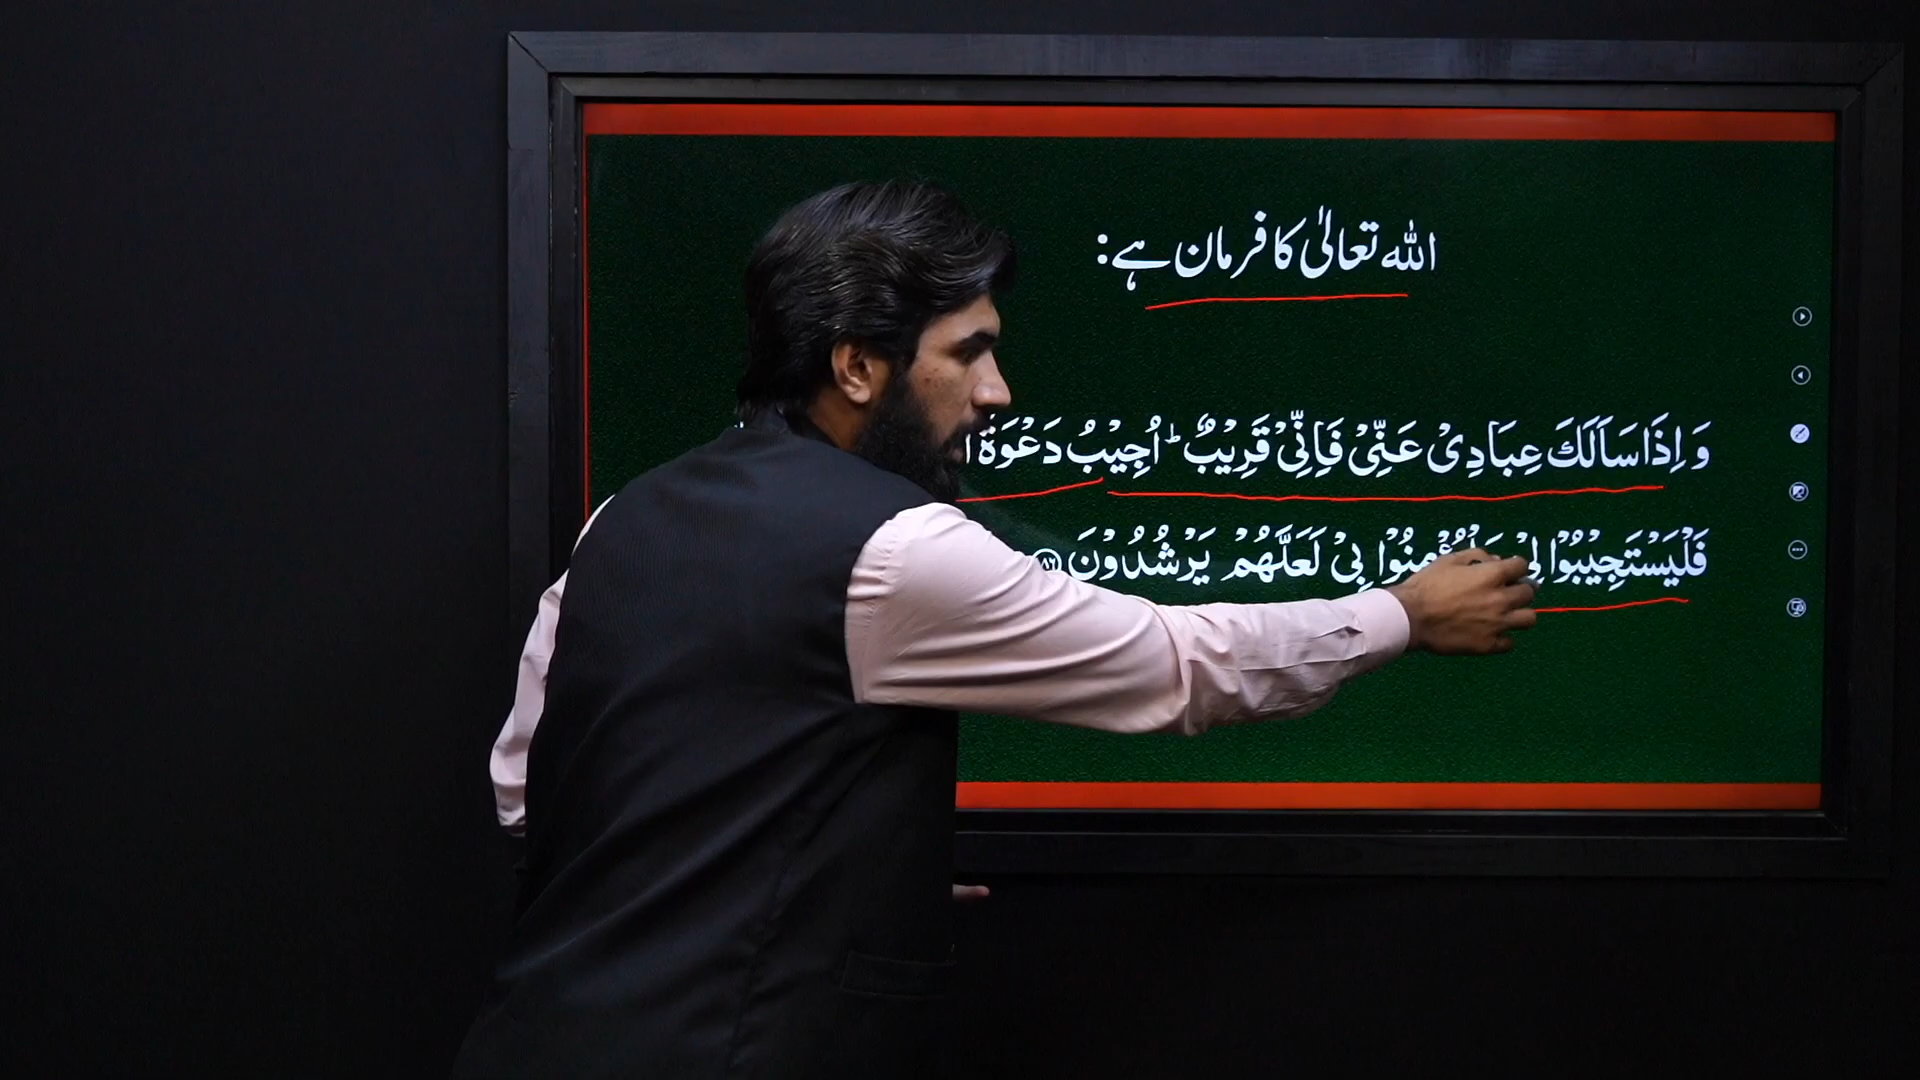 اللہ تعالیٰ کا فرمان ہے:
وَ اِذَا سَاَلَكَ عِبَادِیْ عَنِّیْ فَاِنِّیْ قَرِیْبٌ ؕ اُجِیْبُ دَعْوَةَ
فَلْیَسْتَجِیْبُوْا لِیْ وَلْیُؤْمِنُوْا بِیْ لَعَلَّهُمْ یَرْشُدُوْنَ